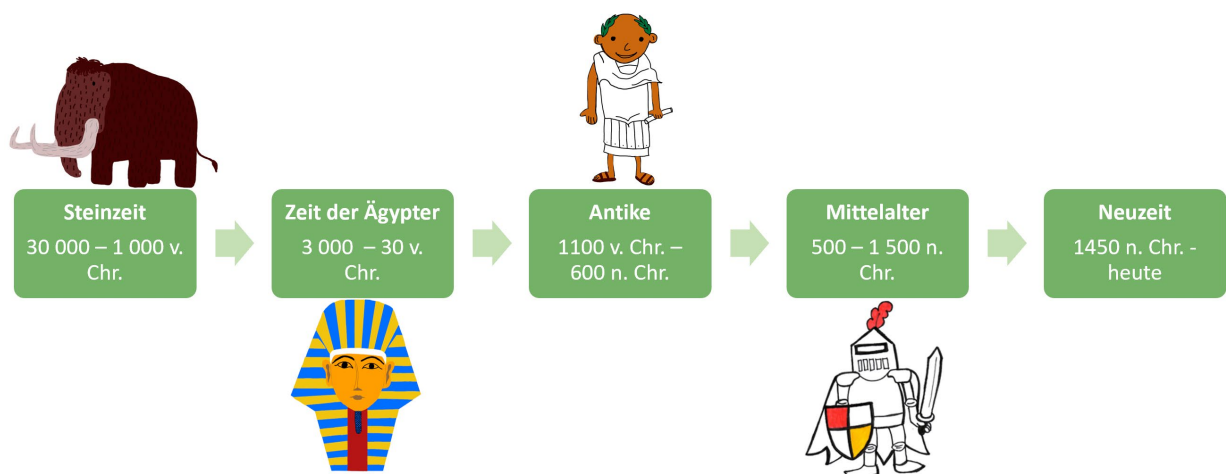 Steinzeit
30 000 – 1 000 v.
Chr.
Zeit der Ägypter
3 000  – 30 v.
Chr.
Antike
1100 v. Chr. –
600 n. Chr.
Mittelalter
500 – 1 500 n.
Chr.
Neuzeit
1450 n. Chr. -
heute